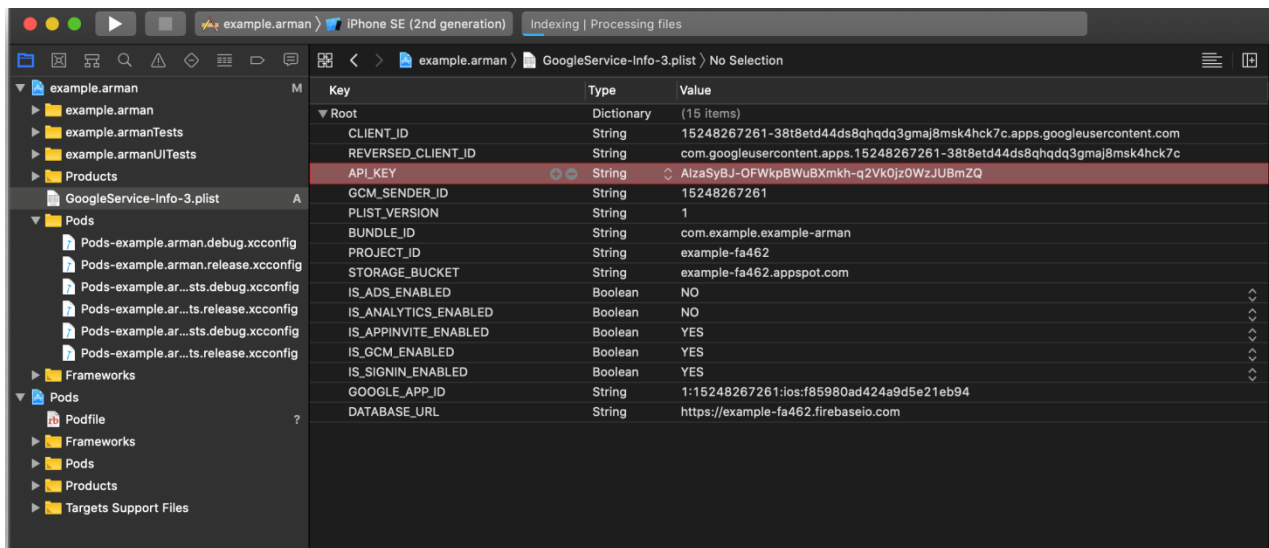 example.arman 〉 iPhone SE (2nd generation)
Indexing | Processing files
example.arman 〉 GoogleService-Info-3.plist 〉 No Selection
example.arman M
example.arman
example.armanTests
example.armanUITests
Products
GoogleService-Info-3.plist A
Pods
Pods-example.arman.debug.xcconfig
Pods-example.arman.release.xcconfig
Pods-example.ar...sts.debug.xcconfig
Pods-example.ar...ts.release.xcconfig
Pods-example.ar...sts.debug.xcconfig
Pods-example.ar...ts.release.xcconfig
Frameworks
Pods
rb Podfile ?
Frameworks
Pods
Products
Targets Support Files
Key Type Value
Root Dictionary (15 items)
CLIENT_ID String 15248267261-38t8etd44ds8qhqdq3gmaj8msk4hck7c.apps.googleusercontent.com
REVERSED_CLIENT_ID String com.googleusercontent.apps.15248267261-38t8etd44ds8qhqdq3gmaj8msk4hck7c
API_KEY String AIzaSyBJ-OFWkpBWuBXmkh-q2Vk0jz0WzJUBmZQ
GCM_SENDER_ID String 15248267261
PLIST_VERSION String 1
BUNDLE_ID String com.example.example-arman
PROJECT_ID String example-fa462
STORAGE_BUCKET String example-fa462.appspot.com
IS_ADS_ENABLED Boolean NO
IS_ANALYTICS_ENABLED Boolean NO
IS_APPINVITE_ENABLED Boolean YES
IS_GCM_ENABLED Boolean YES
IS_SIGNIN_ENABLED Boolean YES
GOOGLE_APP_ID String 1:15248267261:ios:f85980ad424a9d5e21eb94
DATABASE_URL String https://example-fa462.firebaseio.com